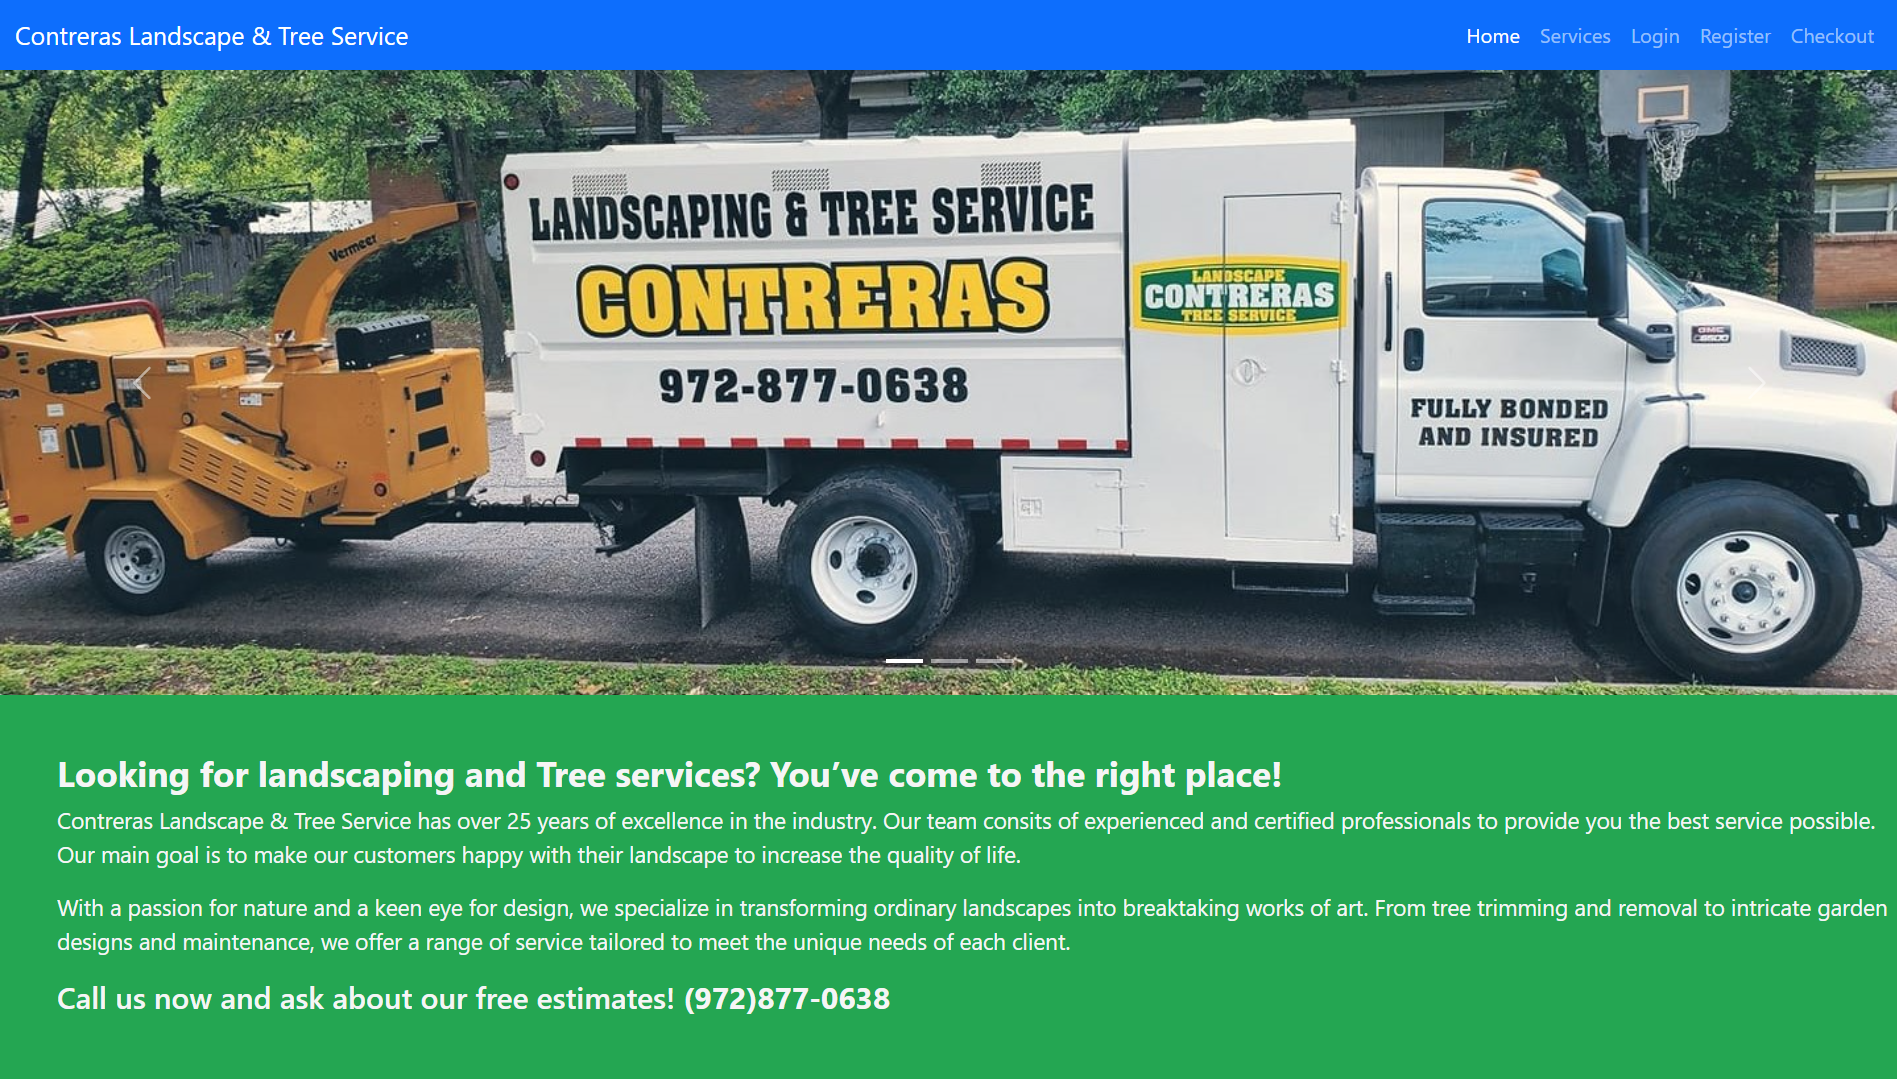 Contreras Landscape & Tree Service
Home Services Login Register Checkout
Vermeer
LANDSCAPING & TREE SERVICE
CONTRERAS
972-877-0638
LANDSCAPE
CONTRERAS
TREE SERVICE
GMC
FULLY BONDED
AND INSURED
Looking for landscaping and Tree services? You’ve come to the right place!
Contreras Landscape & Tree Service has over 25 years of excellence in the industry. Our team consits of experienced and certified professionals to provide you the best service possible.
Our main goal is to make our customers happy with their landscape to increase the quality of life.
With a passion for nature and a keen eye for design, we specialize in transforming ordinary landscapes into breaktaking works of art. From tree trimming and removal to intricate garden
designs and maintenance, we offer a range of service tailored to meet the unique needs of each client.
Call us now and ask about our free estimates! (972)877-0638